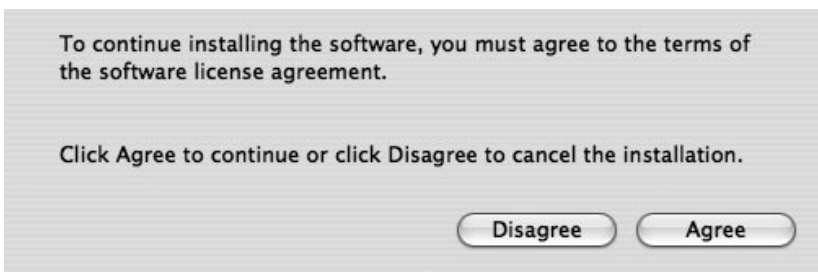 To continue installing the software, you must agree to the terms of
the software license agreement.
Click Agree to continue or click Disagree to cancel the installation.
Disagree Agree